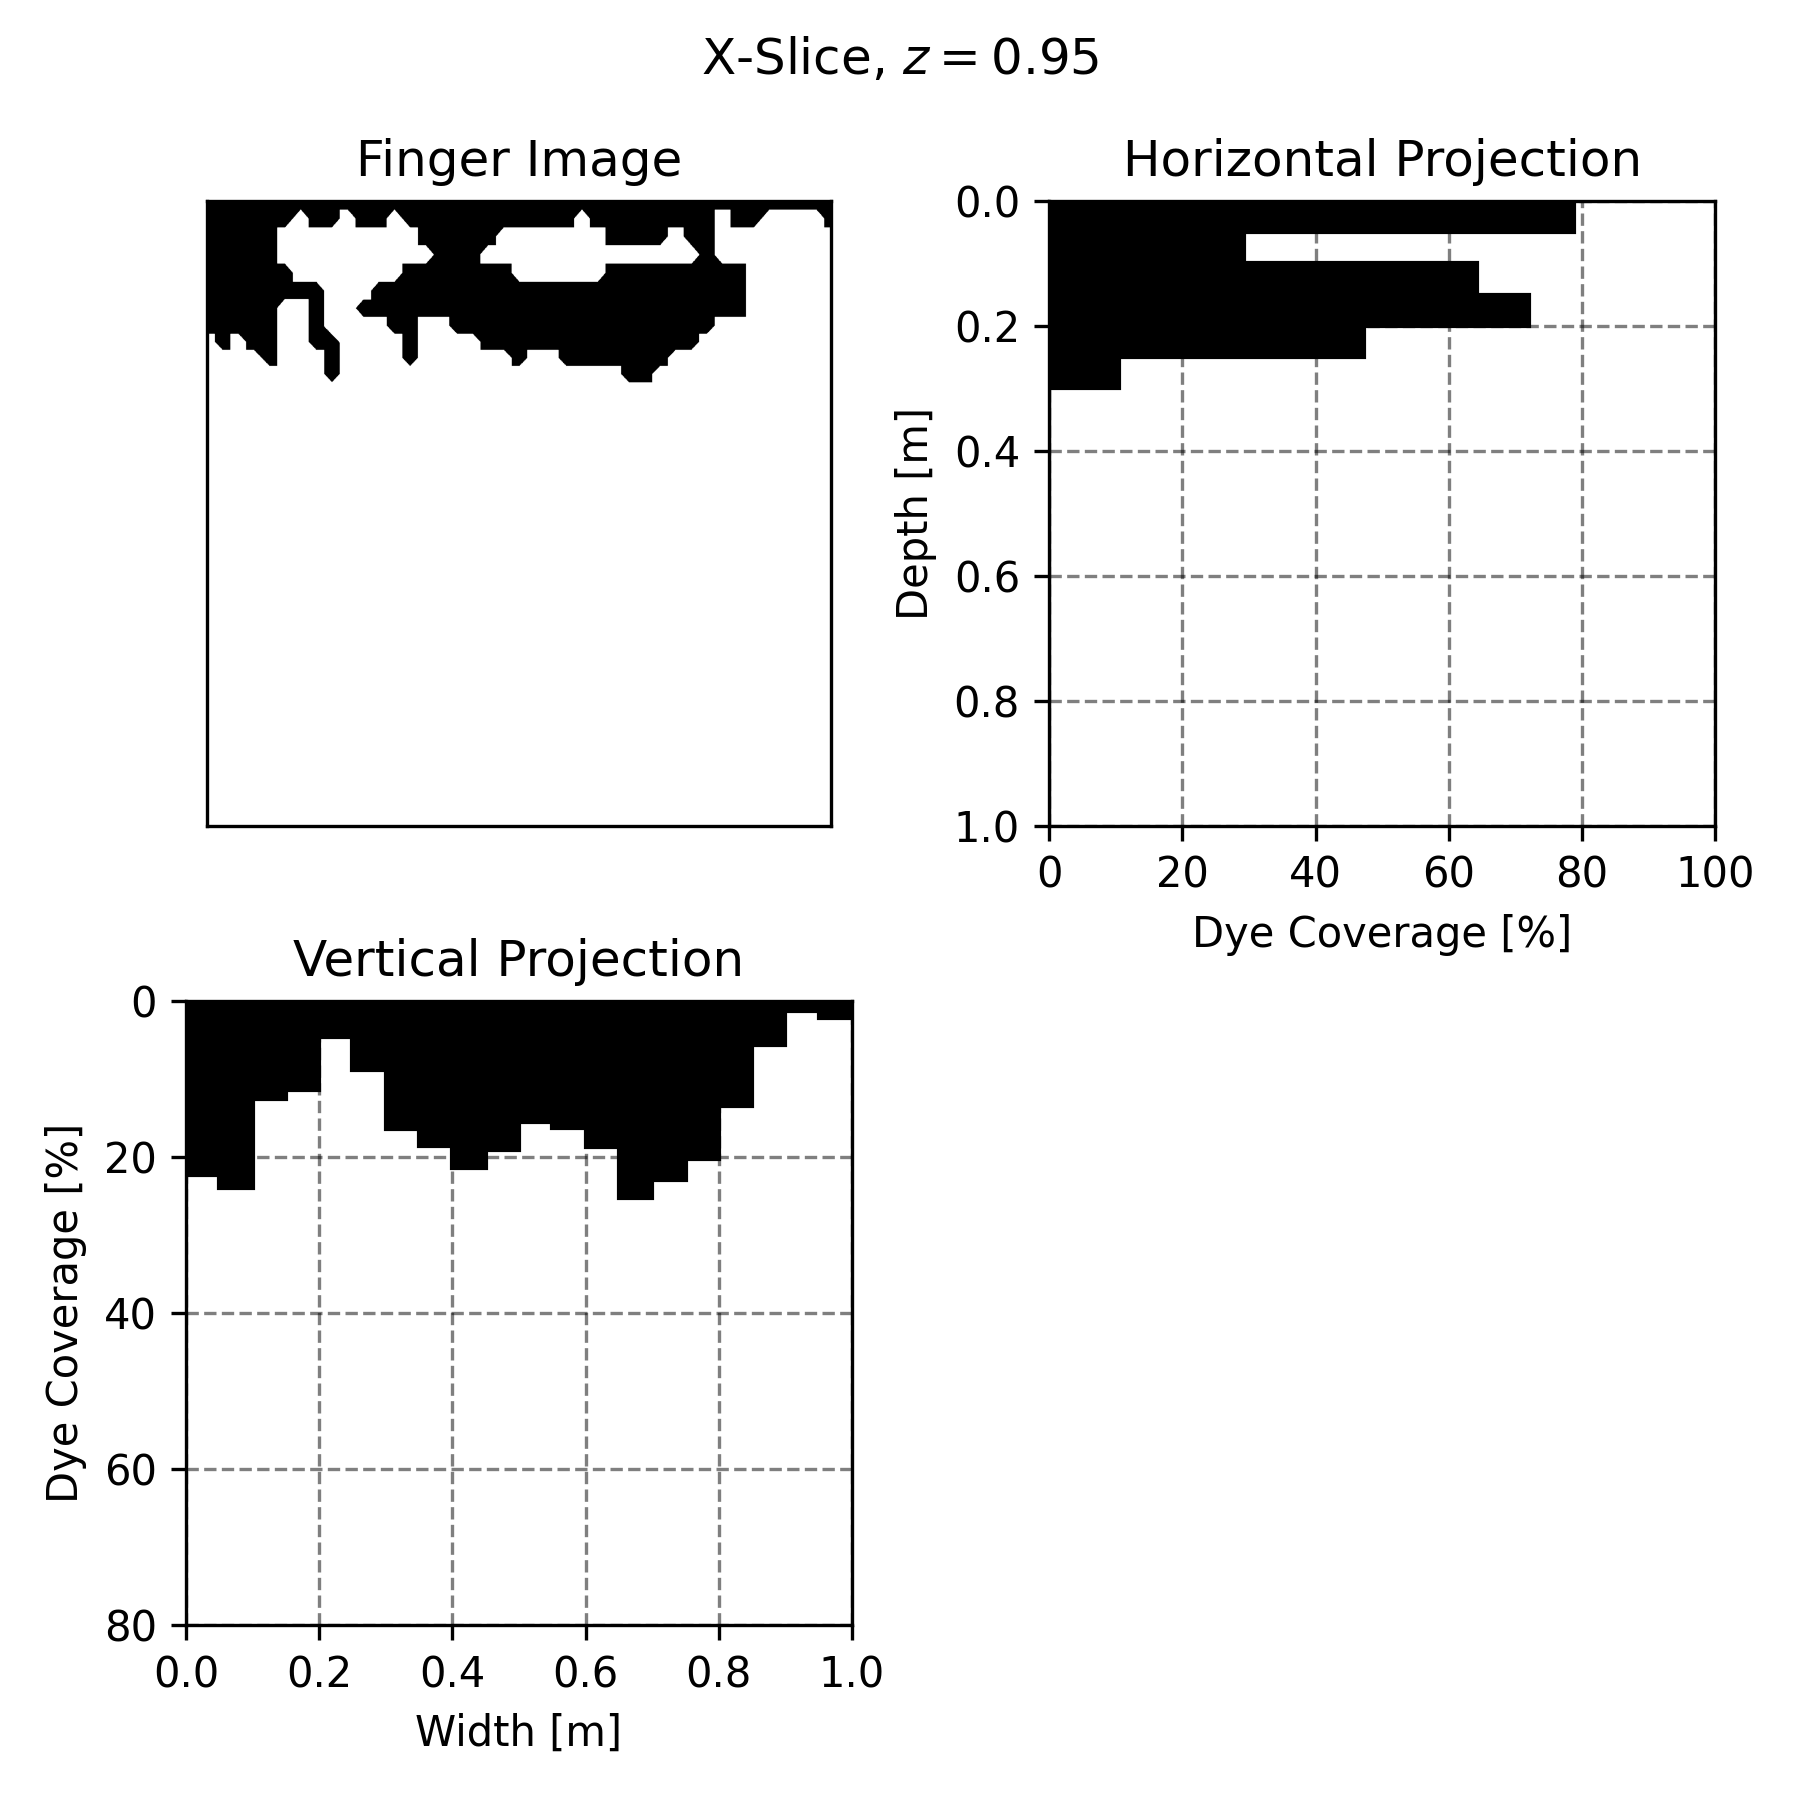 X-Slice, z = 0.95
Finger Image
Horizontal Projection
0.0
0.2
0.4
0.6
0.8
1.0
Depth [m]
0 20 40 60 80 100
Dye Coverage [%]
Vertical Projection
0
20
40
60
80
Dye Coverage [%]
0.0 0.2 0.4 0.6 0.8 1.0
Width [m]